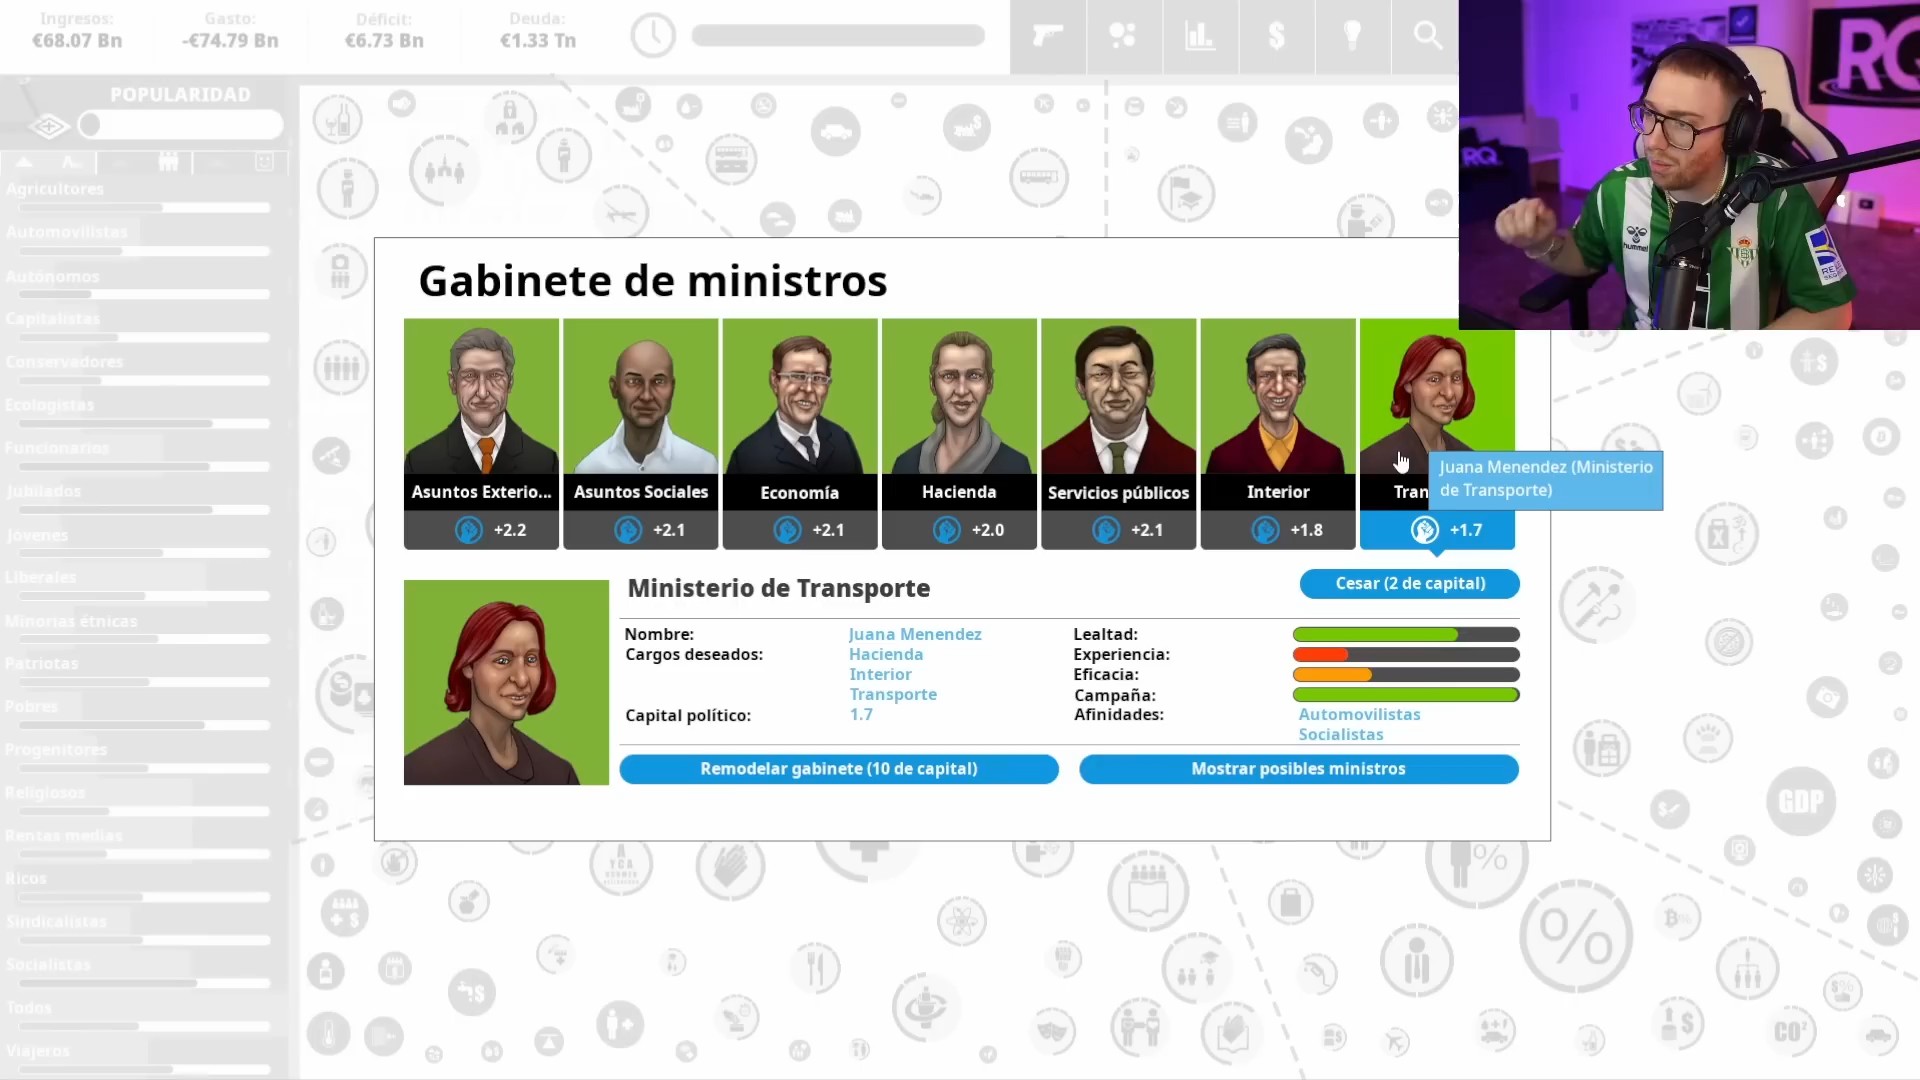 Ingresos:
€68.07 Bn
Gasto:
-€74.79 Bn
Déficit:
€6.73 Bn
Deuda:
€1.33 Tn
POPULARIDAD
Agricultores
Automovilistas
Autónomos
Capitalistas
Conservadores
Ecologistas
Funcionarios
Jubilados
Jóvenes
Liberales
Minorías étnicas
Patriotas
Pobres
Progenitores
Religiosos
Rentas medias
Ricos
Sindicalistas
Socialistas
Todos
Viajeros
Gabinete de ministros
Asuntos Exterio...
Asuntos Sociales
Economía
Hacienda
Servicios públicos
Interior
Tran
+2.2
+2.1
+2.1
+2.0
+2.1
+1.8
+1.7
Juana Menendez (Ministerio
de Transporte)
Ministerio de Transporte
Cesar (2 de capital)
Nombre:
Juana Menendez
Cargos deseados:
Hacienda
Interior
Transporte
Capital político:
1.7
Lealtad:
Experiencia:
Eficacia:
Campaña:
Afinidades:
Automovilistas
Socialistas
Remodelar gabinete (10 de capital)
Mostrar posibles ministros
GDP
CO²
RQ
RQ
hummel